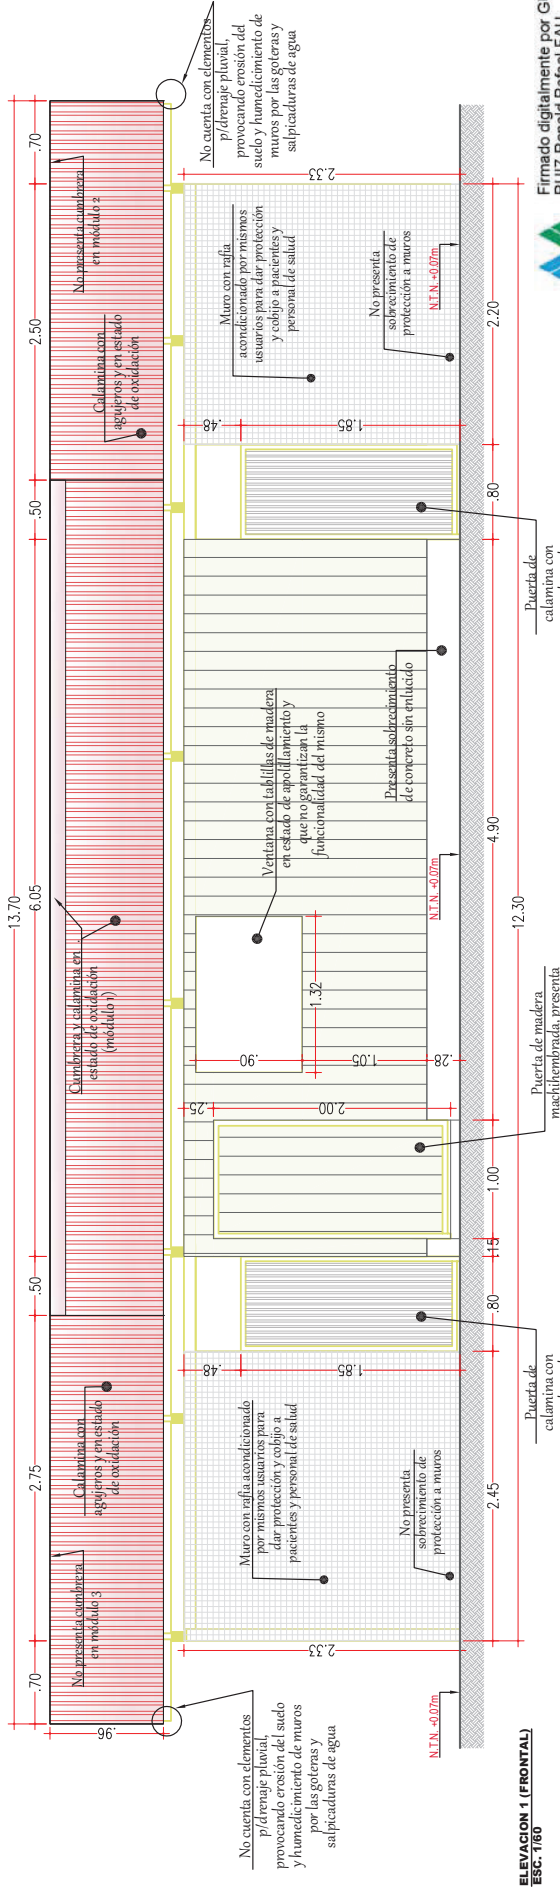 13.70
.70
2.75
.50
6.05
.50
2.50
.70
.96
No presenta cumbrera
en módulo 3
Calamina con
agujeros y en estado
de oxidación
Cumbrera y calamina en
estado de oxidación
(módulo 1)
Calamina con
agujeros y en estado
de oxidación
No presenta cumbrera
en módulo 2
No cuenta con elementos
p/drenaje pluvial,
provocando erosión del suelo
y humedicimiento de muros
por las goteras y
salpicaduras de agua
2.33
Muro con rafia acondicionado
por mismos usuarios para
dar protección y cobijo a
pacientes y personal de salud
No presenta
sobrecimiento de
protección a muros
.48
1.85
.25
2.00
.90
1.05
.28
1.32
Ventana con tablillas de madera
en estado de apolillamiento y
que no garantizan la
funcionalidad del mismo
Presenta sobrecimiento
de concreto sin enlucido
.48
1.85
Muro con rafia
acondicionado por mismos
usuarios para dar protección
y cobijo a pacientes y
personal de salud
No presenta
sobrecimiento de
protección a muros
2.33
No cuenta con elementos
p/drenaje pluvial,
provocando erosión del
suelo y humedicimiento de
muros por las goteras y
salpicaduras de agua
N.T.N. +0.07m
N.T.N. +0.07m
N.T.N. +0.07m
2.45
.80
.15
1.00
4.90
.80
2.20
12.30
Puerta de
calamina con
Puerta de madera
machihembrada, presenta
Puerta de
calamina con
ELEVACION 1 (FRONTAL)
ESC. 1/60
Firmado digitalmente por
RUIZ Ronald Rafael